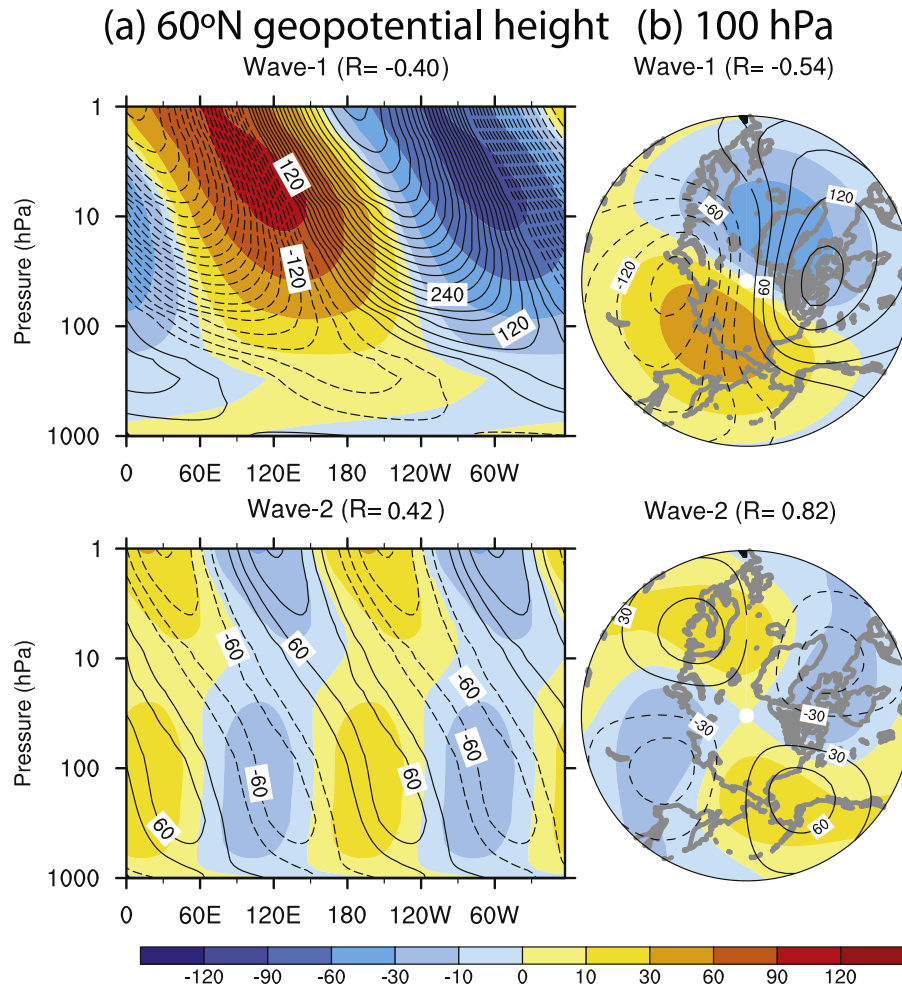 (a) 60ºN geopotential height (b) 100 hPa
Wave-1 (R= -0.40)
Wave-1 (R= -0.54)
Pressure (hPa)
1
10
100
1000
120
-120
240
120
0 60E 120E 180 120W 60W
-60
120
-120
60
Wave-2 (R= 0.42)
Wave-2 (R= 0.82)
Pressure (hPa)
1
10
100
1000
-60
60
-60
-60
60
-60
60
0 60E 120E 180 120W 60W
30
-30
-30
30
60
-120 -90 -60 -30 -10 0 10 30 60 90 120